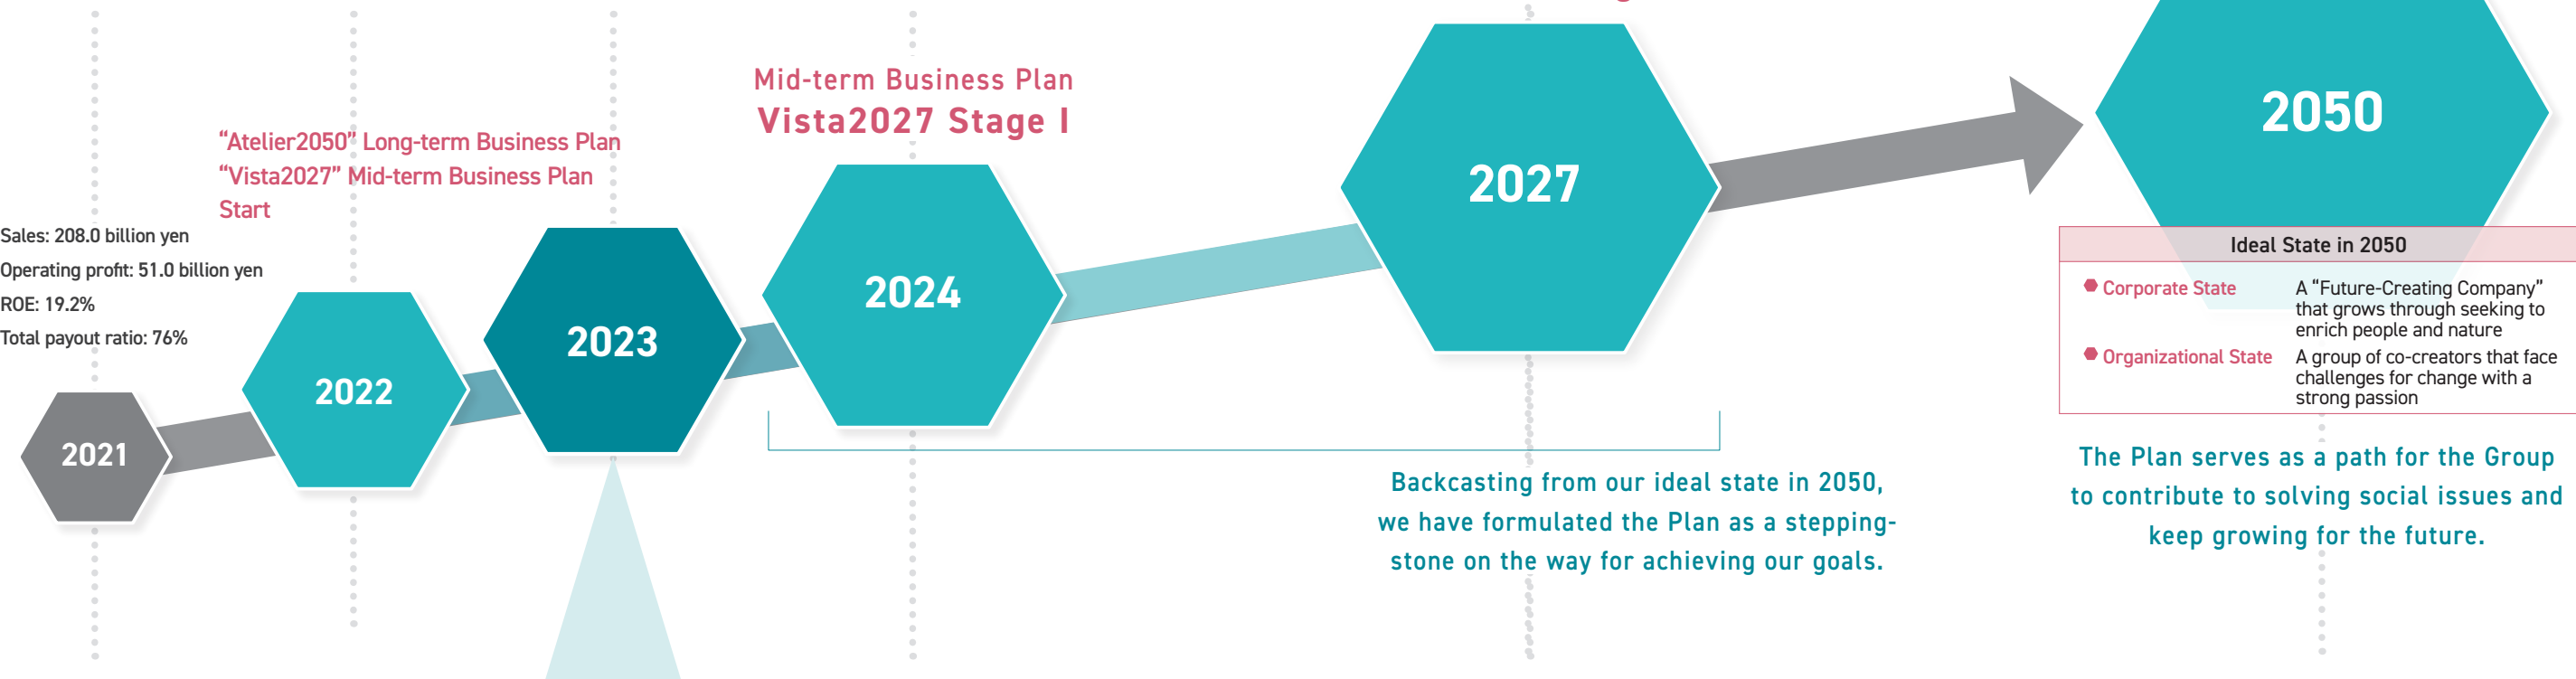 Mid-term Business Plan
Vista2027 Stage I
“Atelier2050” Long-term Business Plan
“Vista2027” Mid-term Business Plan
Start
Sales: 208.0 billion yen
Operating profit: 51.0 billion yen
ROE: 19.2%
Total payout ratio: 76%
2021
2022
2023
2024
2027
2050
Ideal State in 2050
Corporate State
A “Future-Creating Company”
that grows through seeking to
enrich people and nature
Organizational State
A group of co-creators that face
challenges for change with a
strong passion
Backcasting from our ideal state in 2050,
we have formulated the Plan as a stepping-
stone on the way for achieving our goals.
The Plan serves as a path for the Group
to contribute to solving social issues and
keep growing for the future.